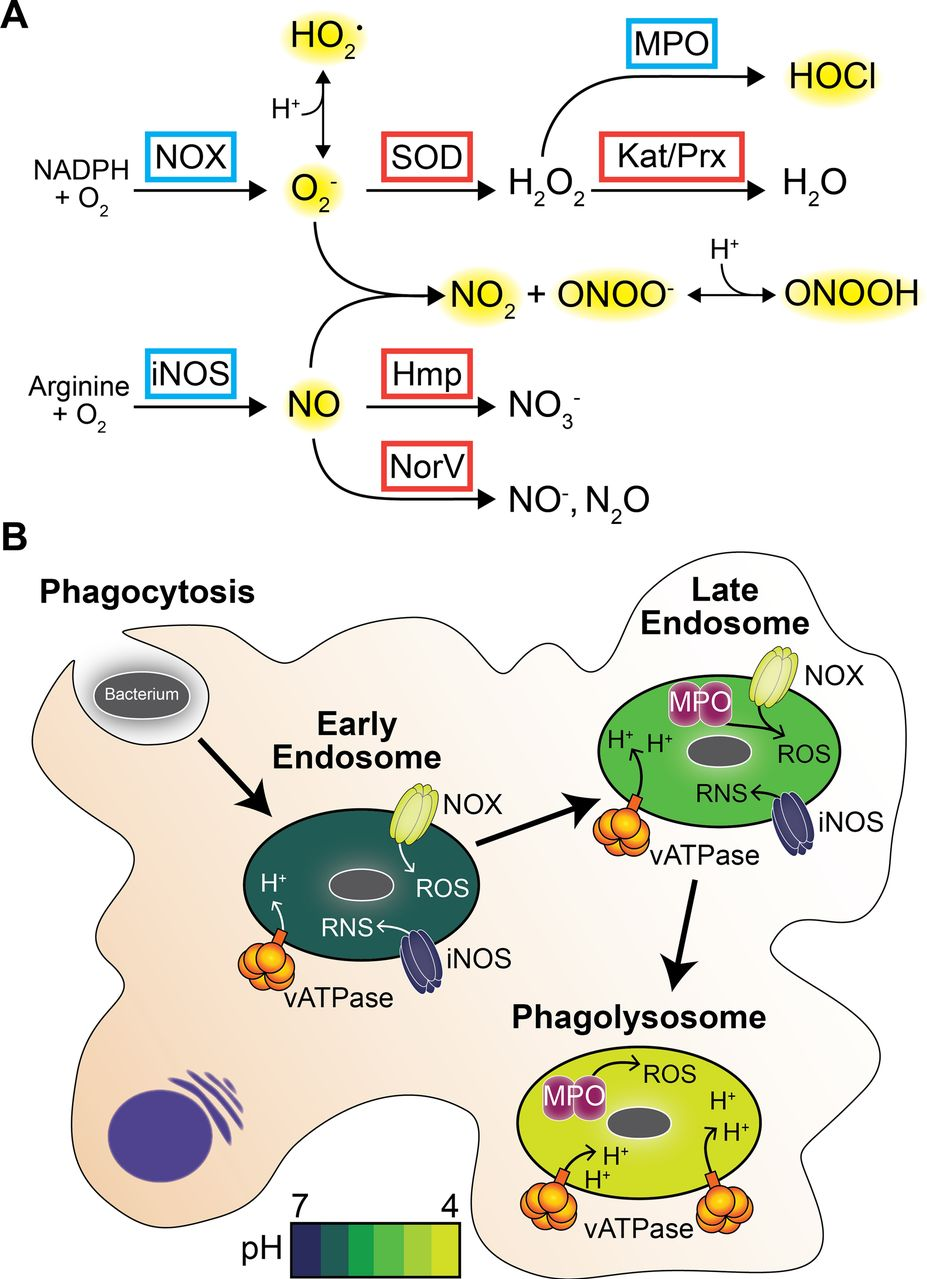 A
HO₂•
MPO
HOCl
H⁺
NOX
SOD
Kat/Prx
NADPH
+ O₂
O₂⁻
H₂O₂
H₂O
H⁺
NO₂ + ONOO⁻
ONOOH
iNOS
Hmp
Arginine
+ O₂
NO
NO₃⁻
NorV
NO⁻, N₂O
B
Phagocytosis
Bacterium
Late
Endosome
NOX
MPO
H⁺ H⁺
ROS
RNS
iNOS
vATPase
Early
Endosome
NOX
H⁺
ROS
RNS
iNOS
vATPase
Phagolysosome
ROS
MPO
H⁺
H⁺
H⁺
H⁺
vATPase
7 4
pH